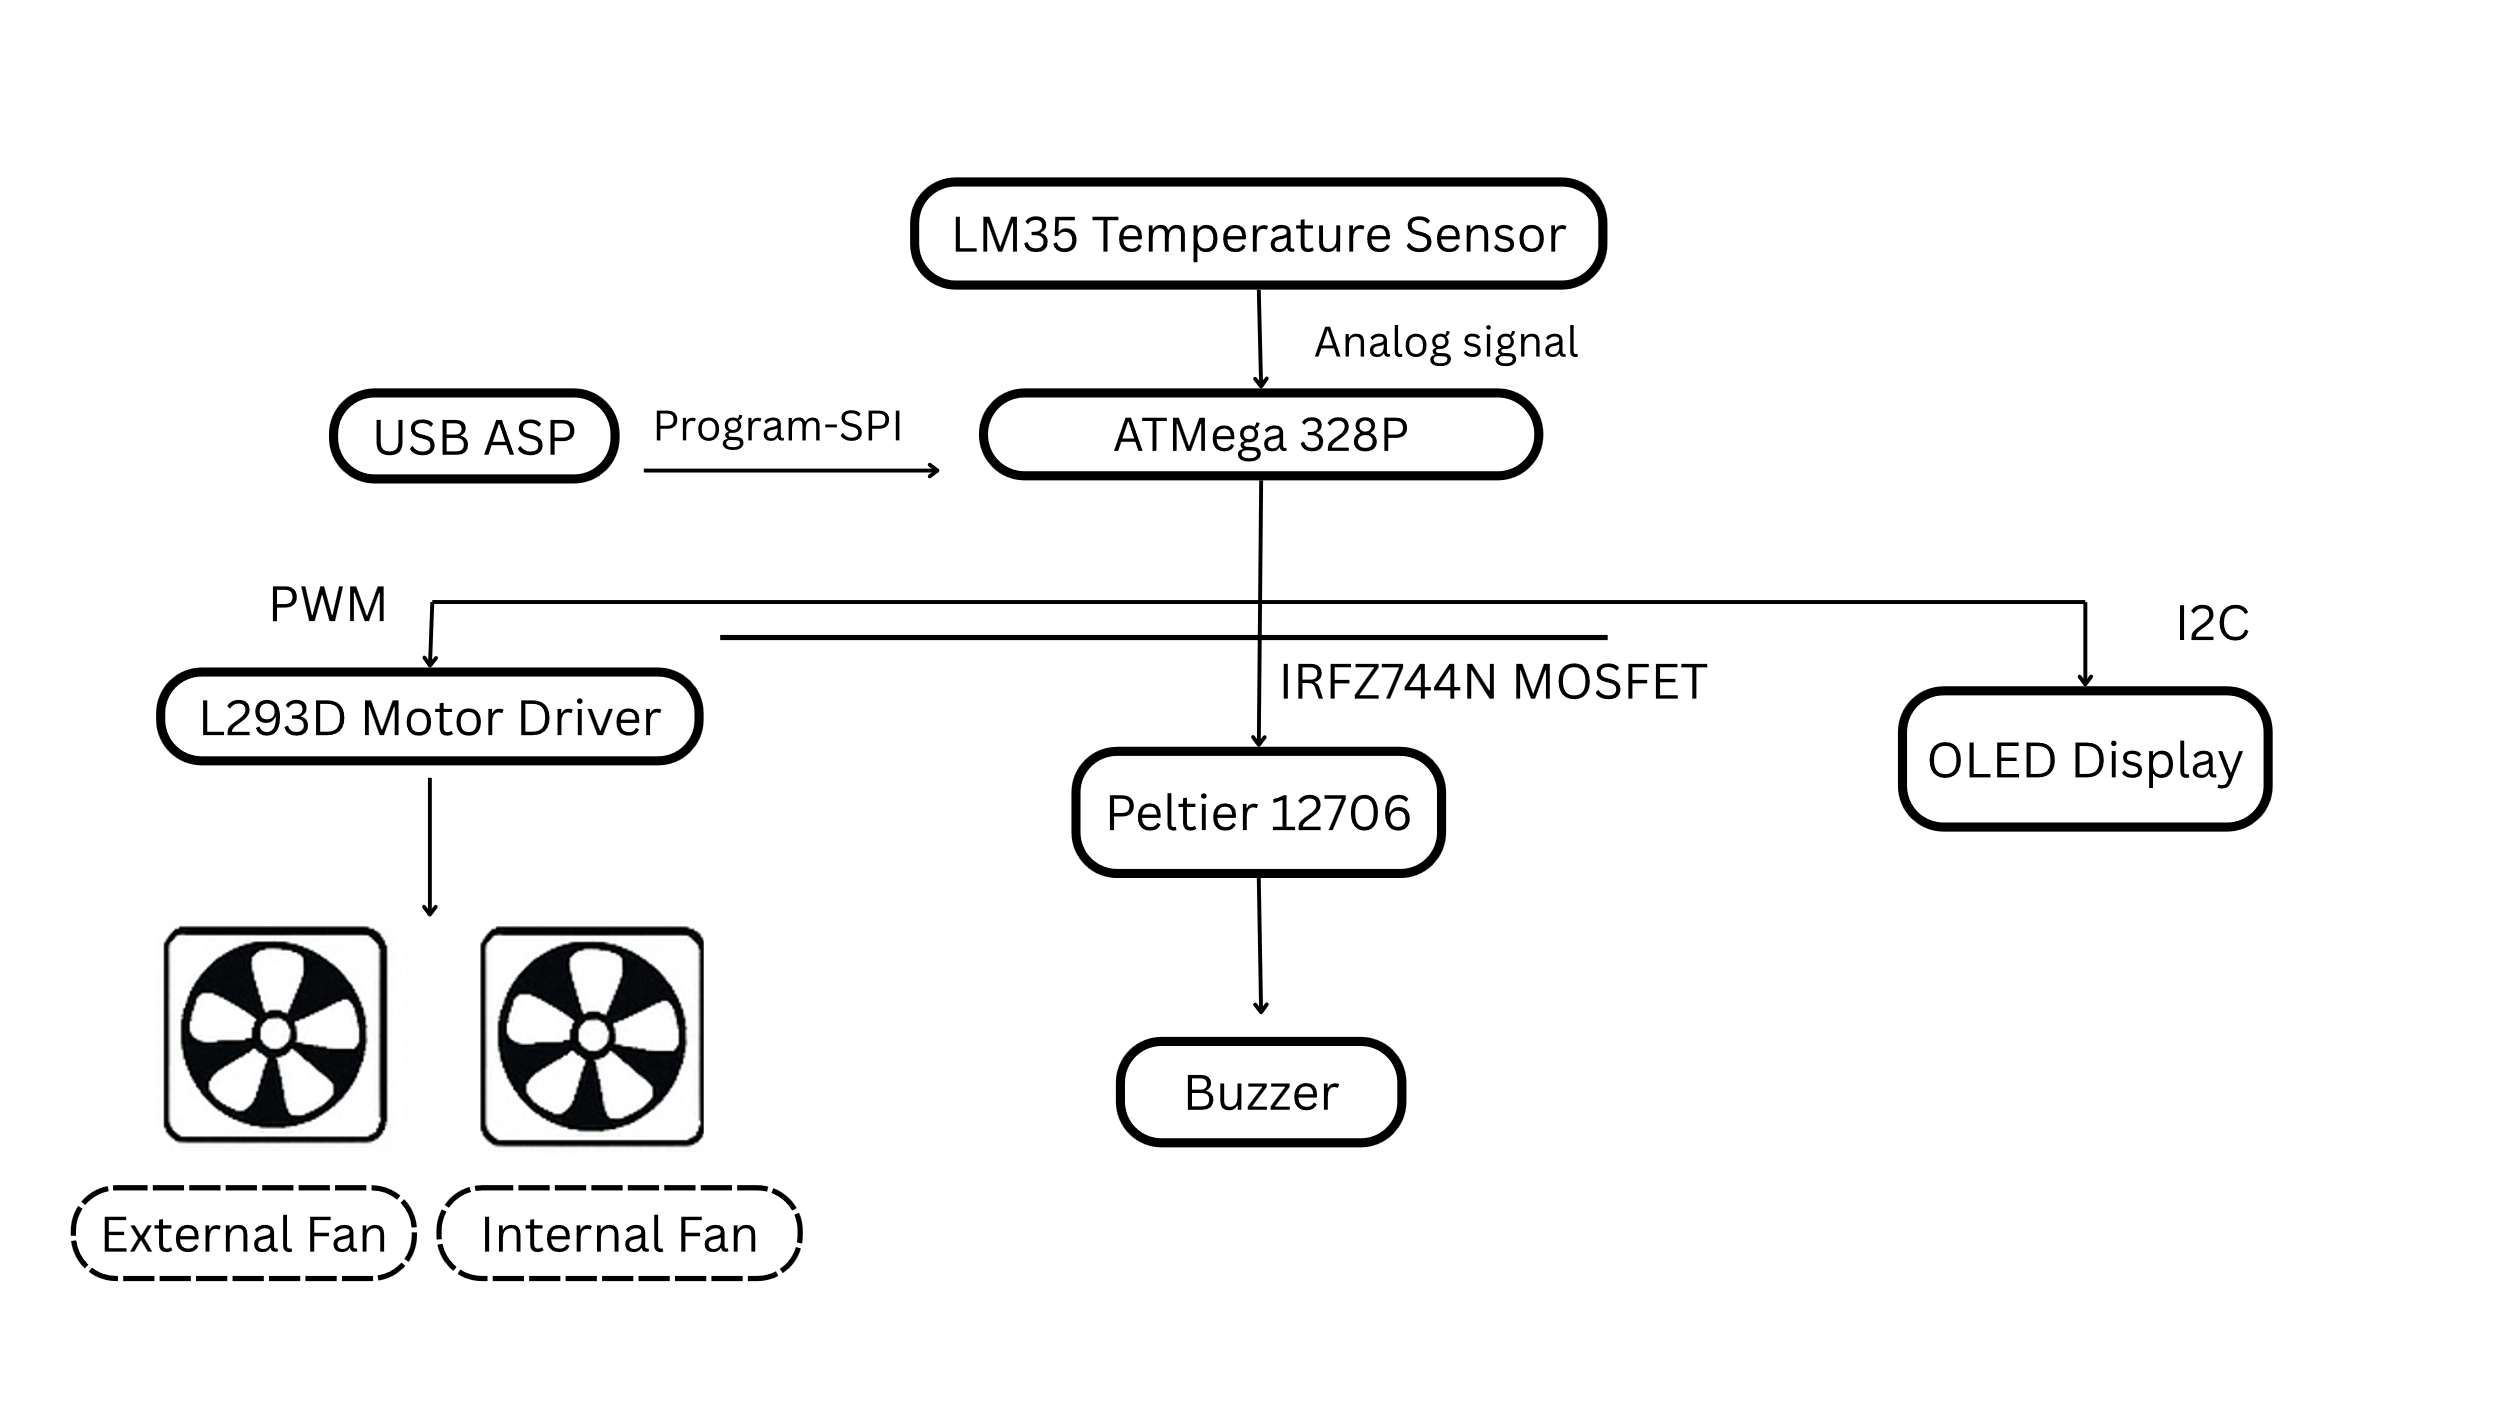 LM35 Temperature Sensor
Analog signal
USB ASP
Program-SPI
ATMega 328P
PWM
I2C
L293D Motor Driver
IRFZ744N MOSFET
OLED Display
Peltier 12706
Buzzer
External Fan
Internal Fan